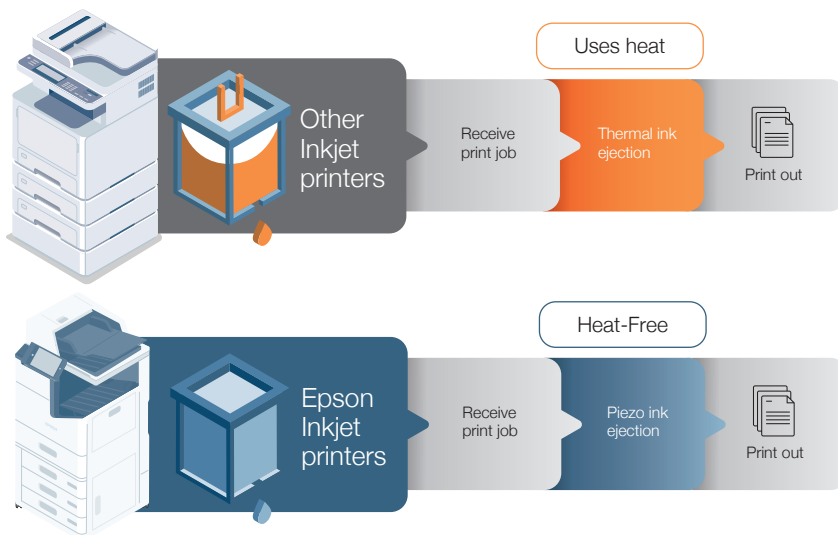 Uses heat
Other
Inkjet
printers
Receive
print job
Thermal ink
ejection
Print out
Heat-Free
Epson
Inkjet
printers
Receive
print job
Piezo ink
ejection
Print out